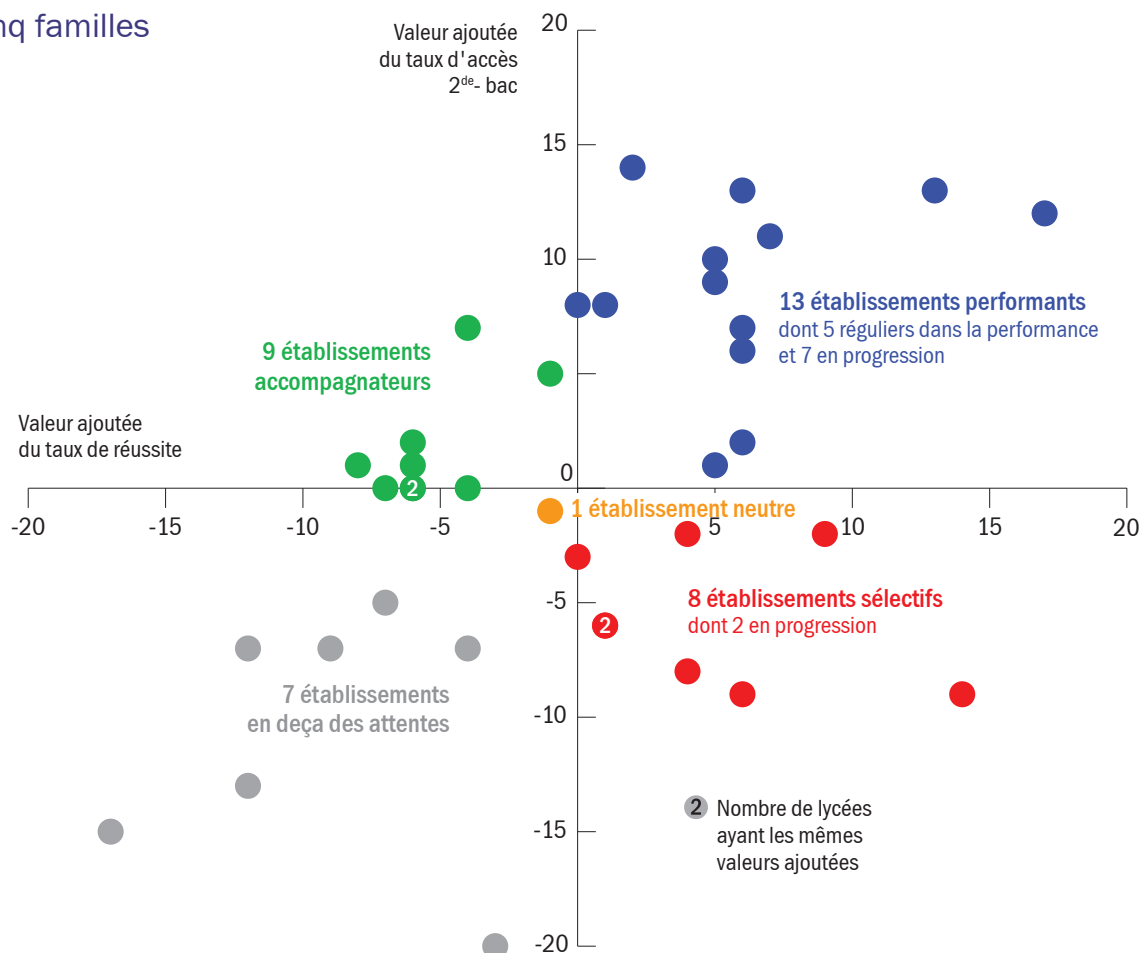 nq familles
Valeur ajoutée
du taux d'accès
2de- bac
20
15
10
13 établissements performants
dont 5 réguliers dans la performance
et 7 en progression
9 établissements
accompagnateurs
Valeur ajoutée
du taux de réussite
0
2
-20 -15 -10 -5 5 10 15 20
1 établissement neutre
-5
8 établissements sélectifs
dont 2 en progression
2
7 établissements
en deça des attentes
-10
2 Nombre de lycées
ayant les mêmes
valeurs ajoutées
-15
-20